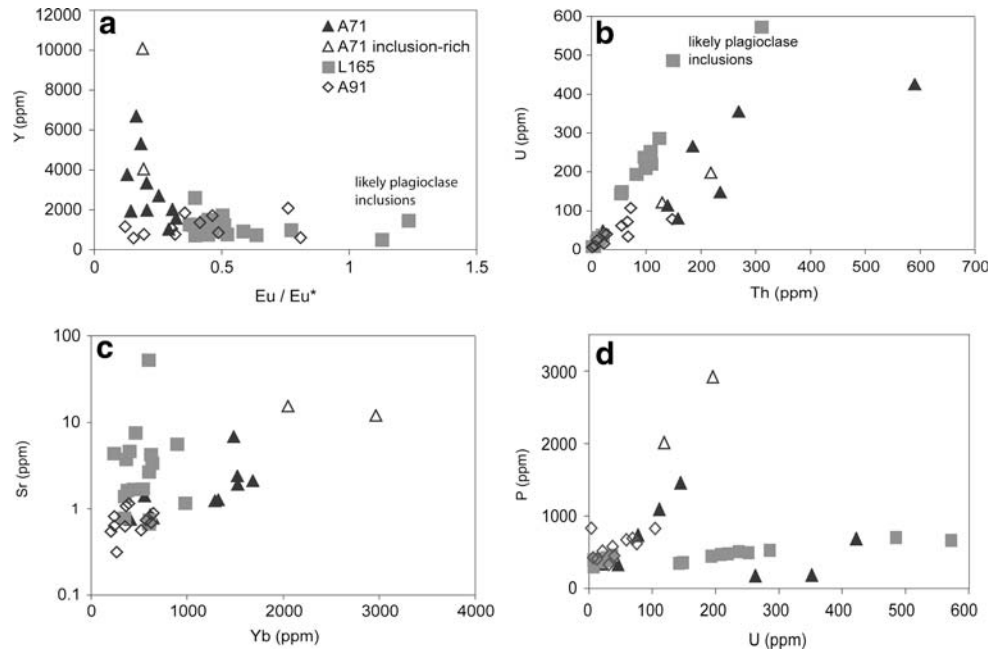 a
12000
10000
8000
6000
4000
2000
0
Y (ppm)
A71
A71 inclusion-rich
L165
A91
likely plagioclase
inclusions
0
0.5
1
1.5
Eu / Eu*
b
600
500
400
300
200
100
0
U (ppm)
likely plagioclase
inclusions
0
100
200
300
400
500
600
700
Th (ppm)
c
100
10
1
0.1
Sr (ppm)
0
1000
2000
3000
4000
Yb (ppm)
d
3000
2000
1000
0
P (ppm)
0
100
200
300
400
500
600
U (ppm)